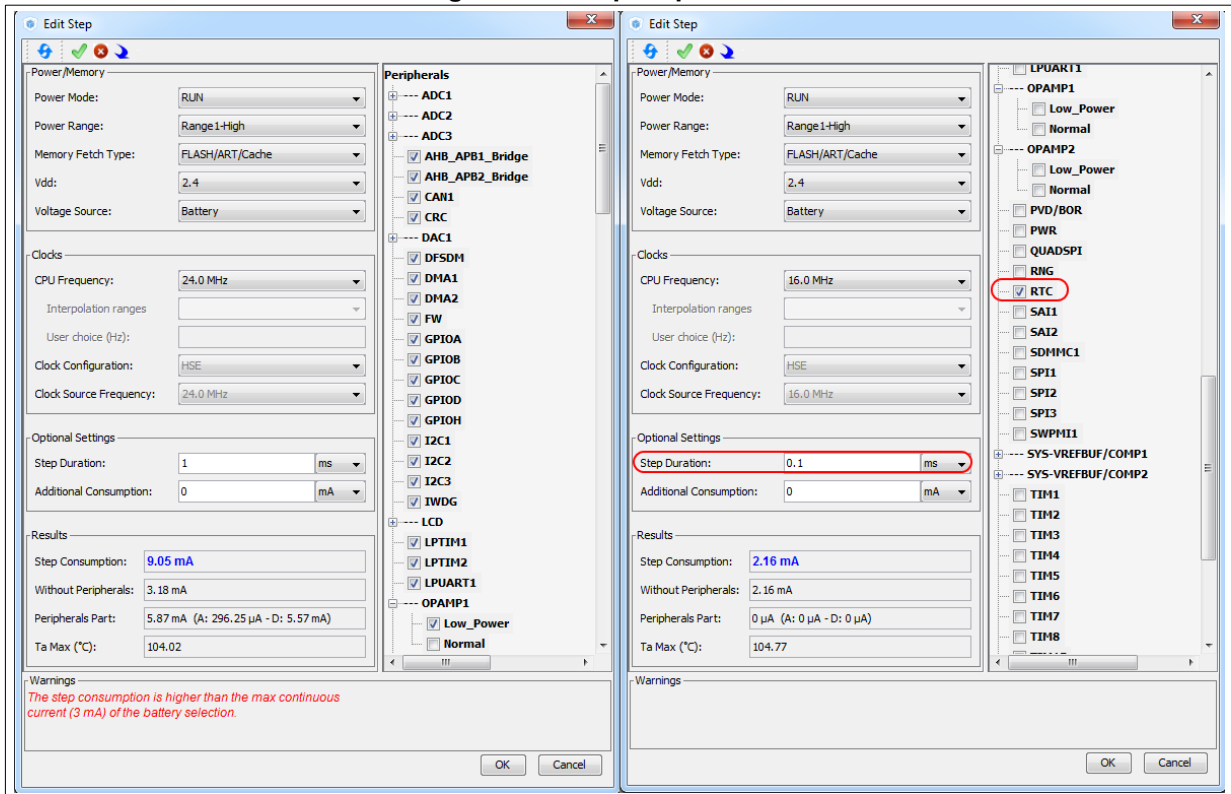 Edit Step
Power/Memory
Power Mode: RUN
Power Range: Range1-High
Memory Fetch Type: FLASH/ART/Cache
Vdd: 2.4
Voltage Source: Battery
Clocks
CPU Frequency: 24.0 MHz
Interpolation ranges
User choice (Hz):
Clock Configuration: HSE
Clock Source Frequency: 24.0 MHz
Optional Settings
Step Duration: 1 ms
Additional Consumption: 0 mA
Results
Step Consumption: 9.05 mA
Without Peripherals: 3.18 mA
Peripherals Part: 5.87 mA (A: 296.25 µA - D: 5.57 mA)
Ta Max (°C): 104.02
Peripherals
ADC1
ADC2
ADC3
AHB_APB1_Bridge
AHB_APB2_Bridge
CAN1
CRC
DAC1
DFSDM
DMA1
DMA2
FW
GPIOA
GPIOB
GPIOC
GPIOD
GPIOH
I2C1
I2C2
I2C3
IWDG
LCD
LPTIM1
LPTIM2
LPUART1
OPAMP1
Low_Power
Normal
Warnings
The step consumption is higher than the max continuous
current (3 mA) of the battery selection.
OK Cancel
Edit Step
Power/Memory
Power Mode: RUN
Power Range: Range1-High
Memory Fetch Type: FLASH/ART/Cache
Vdd: 2.4
Voltage Source: Battery
Clocks
CPU Frequency: 16.0 MHz
Interpolation ranges
User choice (Hz):
Clock Configuration: HSE
Clock Source Frequency: 16.0 MHz
Optional Settings
Step Duration: 0.1 ms
Additional Consumption: 0 mA
Results
Step Consumption: 2.16 mA
Without Peripherals: 2.16 mA
Peripherals Part: 0 µA (A: 0 µA - D: 0 µA)
Ta Max (°C): 104.77
LPUART1
OPAMP1
Low_Power
Normal
OPAMP2
Low_Power
Normal
PVD/BOR
PWR
QUADSPI
RNG
RTC
SAI1
SAI2
SDMMC1
SPI1
SPI2
SPI3
SWPMI1
SYS-VREFBUF/COMP1
SYS-VREFBUF/COMP2
TIM1
TIM2
TIM3
TIM4
TIM5
TIM6
TIM7
TIM8
Warnings
OK Cancel